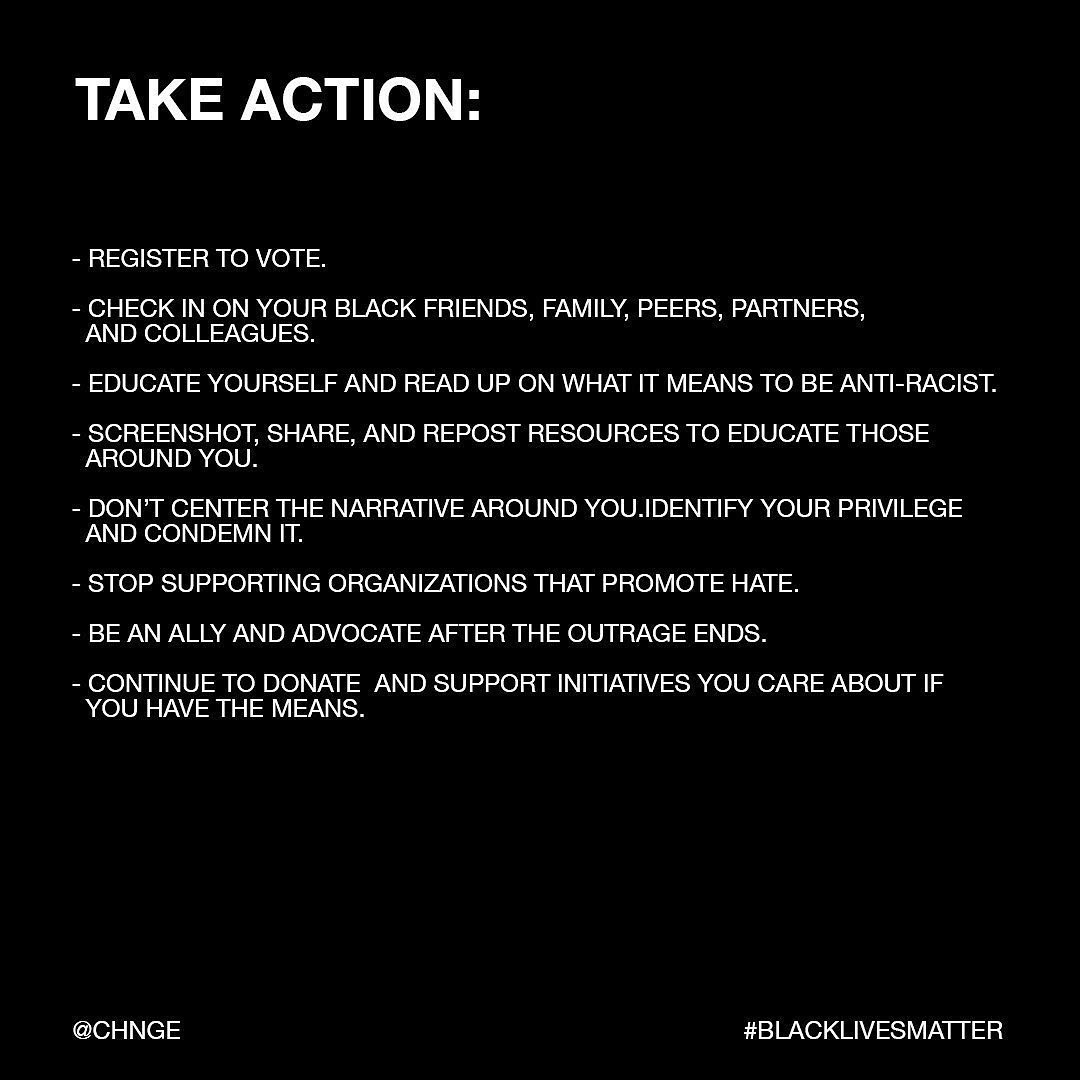 TAKE ACTION:
- REGISTER TO VOTE.
- CHECK IN ON YOUR BLACK FRIENDS, FAMILY, PEERS, PARTNERS,
AND COLLEAGUES.
- EDUCATE YOURSELF AND READ UP ON WHAT IT MEANS TO BE ANTI-RACIST.
- SCREENSHOT, SHARE, AND REPOST RESOURCES TO EDUCATE THOSE
AROUND YOU.
- DON’T CENTER THE NARRATIVE AROUND YOU.IDENTIFY YOUR PRIVILEGE
AND CONDEMN IT.
- STOP SUPPORTING ORGANIZATIONS THAT PROMOTE HATE.
- BE AN ALLY AND ADVOCATE AFTER THE OUTRAGE ENDS.
- CONTINUE TO DONATE  AND SUPPORT INITIATIVES YOU CARE ABOUT IF
YOU HAVE THE MEANS.
@CHNGE
#BLACKLIVESMATTER